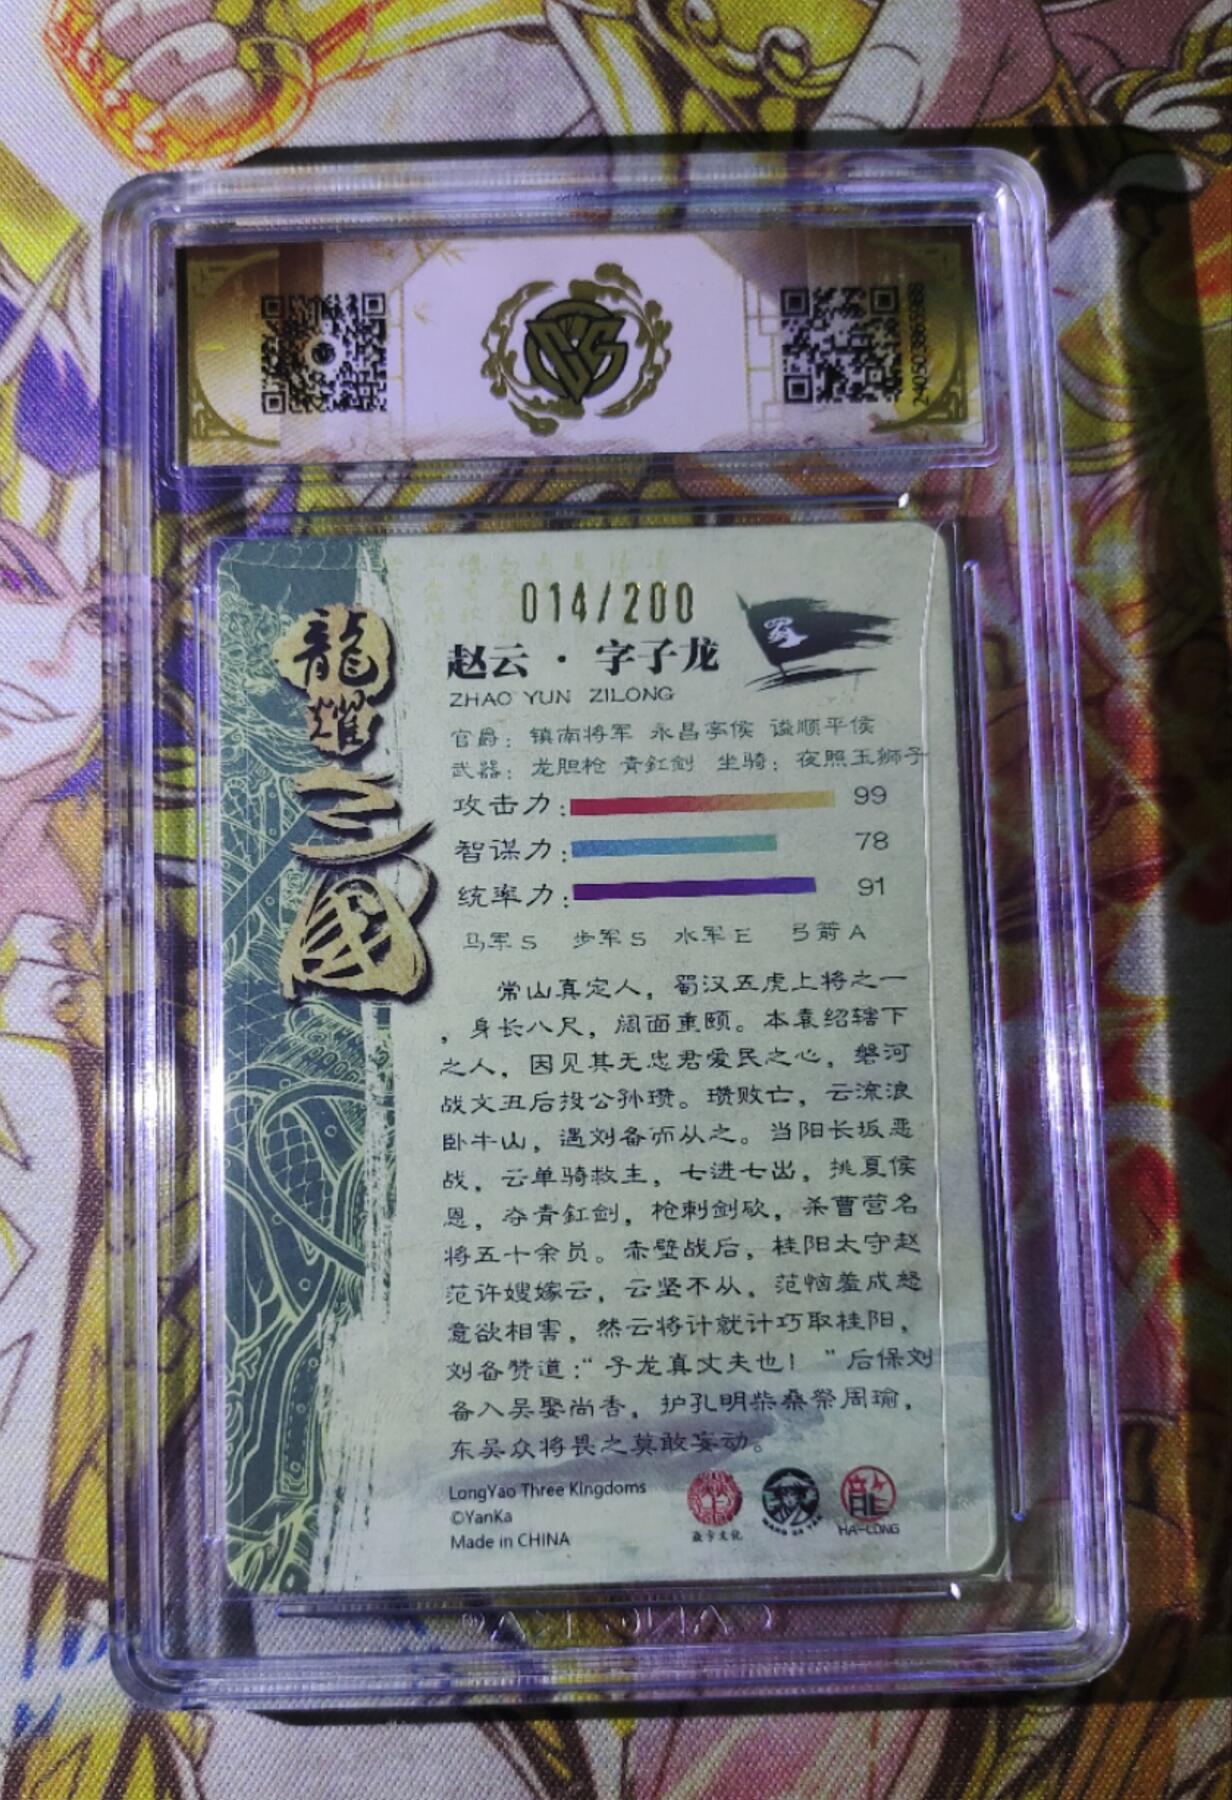 014/200
赵云 · 字子龙
蜀
ZHAO YUN ZILONG
龍耀三國
官爵：镇南将军 永昌亭侯 谥顺平侯
武器：龙胆枪 青釭剑 坐骑：夜照玉狮子
攻击力：99
智谋力：78
统率力：91
马军S 步军S 水军E 弓箭A
常山真定人，蜀汉五虎上将之一
，身长八尺，阔面重颐。本袁绍辖下
之人，因见其无忠君爱民之心，磐河
战文丑后投公孙瓒。瓒败亡，云流浪
卧牛山，遇刘备而从之。当阳长坂恶
战，云单骑救主，七进七出，挑夏侯
恩，夺青釭剑，枪刺剑砍，杀曹营名
将五十余员。赤壁战后，桂阳太守赵
范许嫂嫁云，云坚不从，范恼羞成怒
意欲相害，然云将计就计巧取桂阳，
刘备赞道:“子龙真丈夫也！”后保刘
备入吴娶尚香，护孔明柴桑祭周瑜，
东吴众将畏之莫敢妄动。
LongYao Three Kingdoms
©YanKa
Made in CHINA
HA-LONG